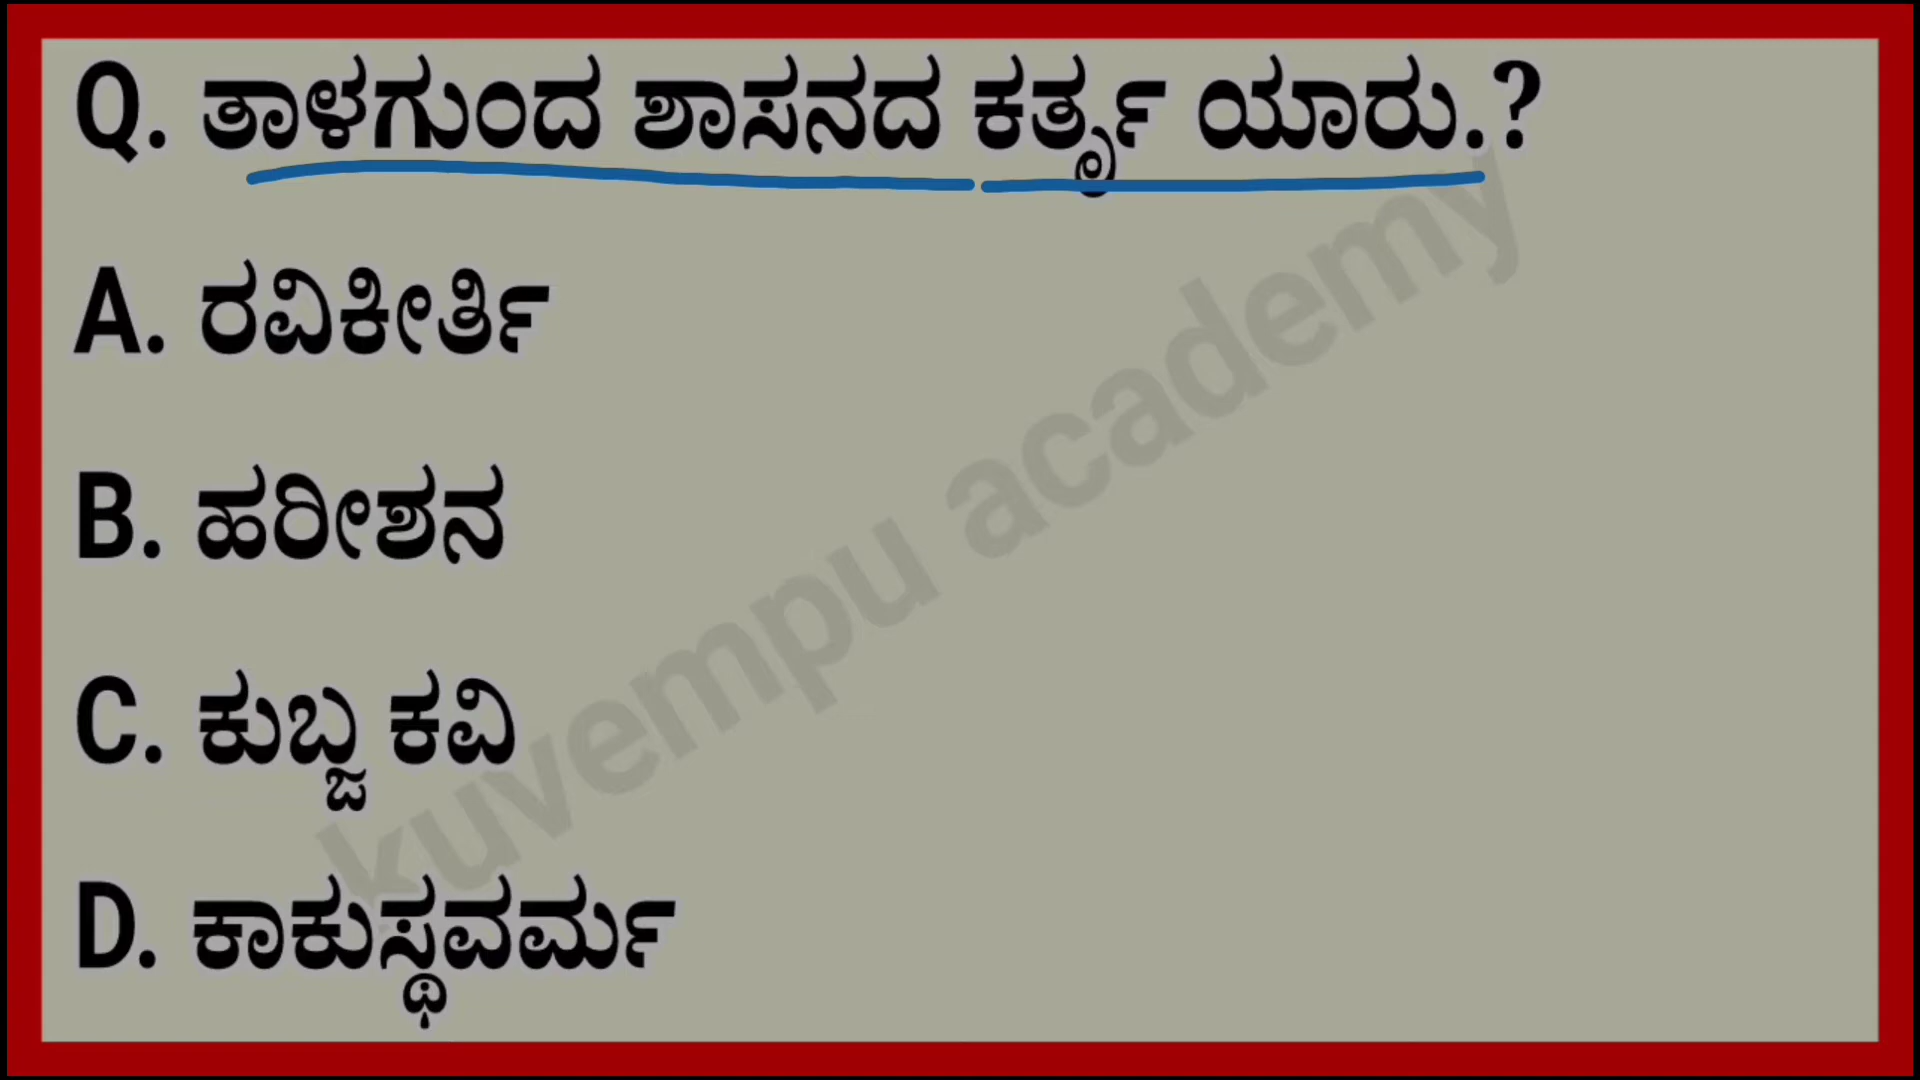 Q. ತಾಳಗುಂದ ಶಾಸನದ ಕರ್ತೃ ಯಾರು.?
A. ರವಿಕೀರ್ತಿ
B. ಹರೀಶನ
C. ಕುಬ್ಜ ಕವಿ
D. ಕಾಕುಸ್ಥವರ್ಮ
kuvempu academy